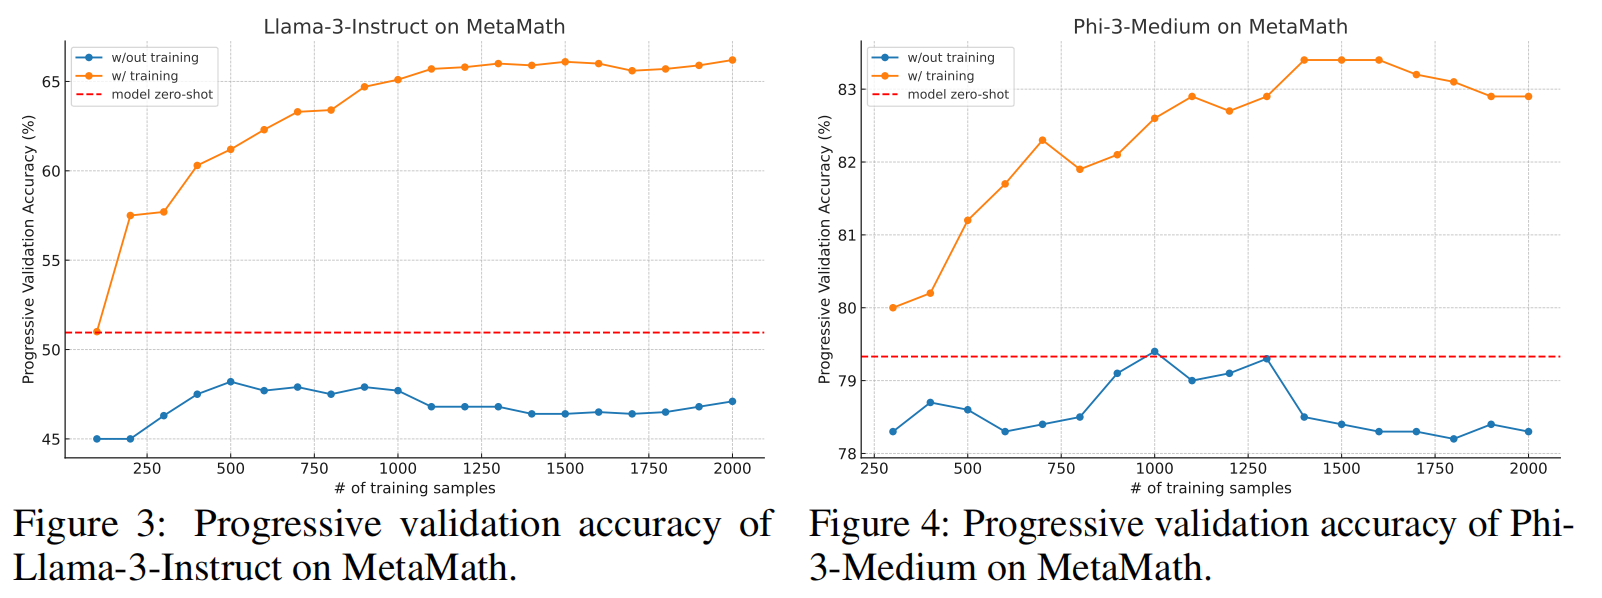 Llama-3-Instruct on MetaMath
w/out training
w/ training
model zero-shot
Progressive Validation Accuracy (%)
65
60
55
50
45
250 500 750 1000 1250 1500 1750 2000
# of training samples
Figure 3: Progressive validation accuracy of
Llama-3-Instruct on MetaMath.
Phi-3-Medium on MetaMath
w/out training
w/ training
model zero-shot
Progressive Validation Accuracy (%)
83
82
81
80
79
78
250 500 750 1000 1250 1500 1750 2000
# of training samples
Figure 4: Progressive validation accuracy of Phi-
3-Medium on MetaMath.